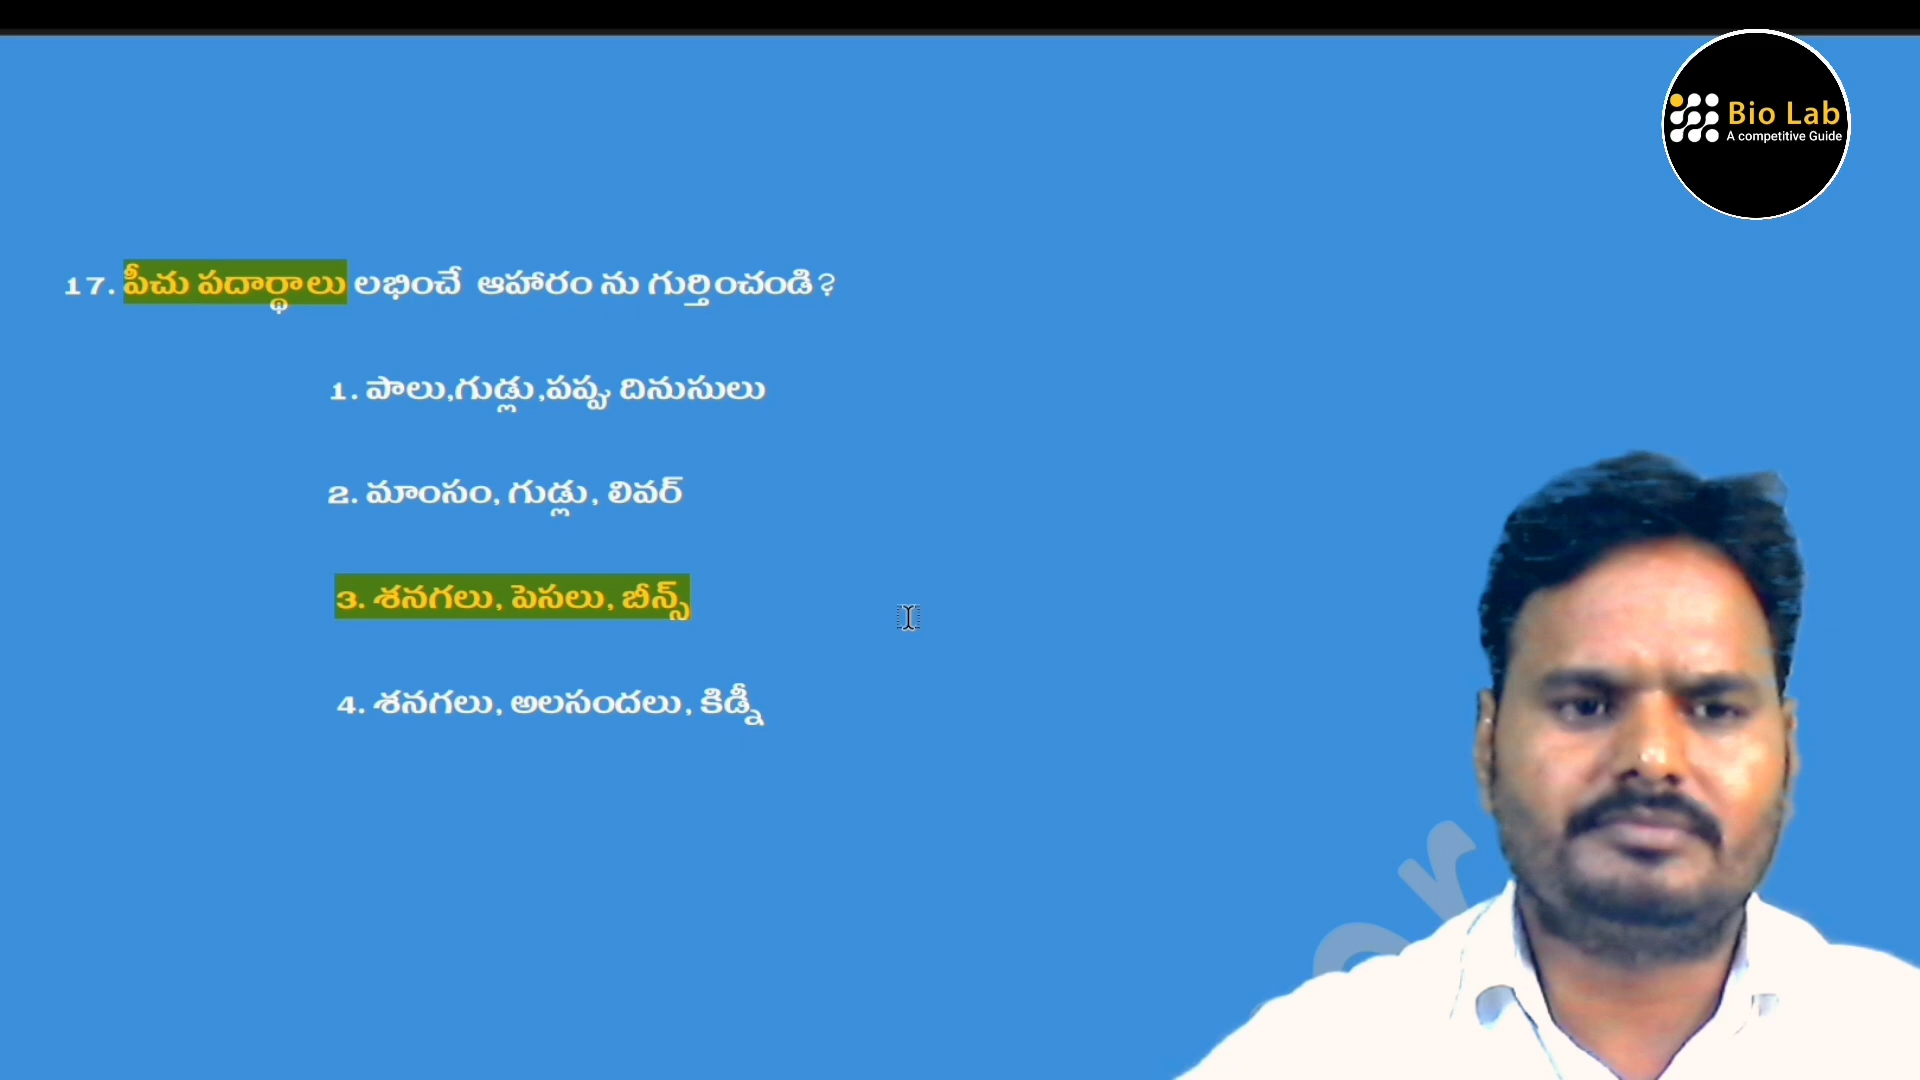 Bio Lab
A competitive Guide
17. పీచు పదార్థాలు లభించే ఆహారం ను గుర్తించండి?
1. పాలు,గుడ్లు,పప్పు దినుసులు
2. మాంసం, గుడ్లు, లివర్
3. శనగలు, పెసలు, బీన్స్
4. శనగలు, అలసందలు, కిడ్నీ
or